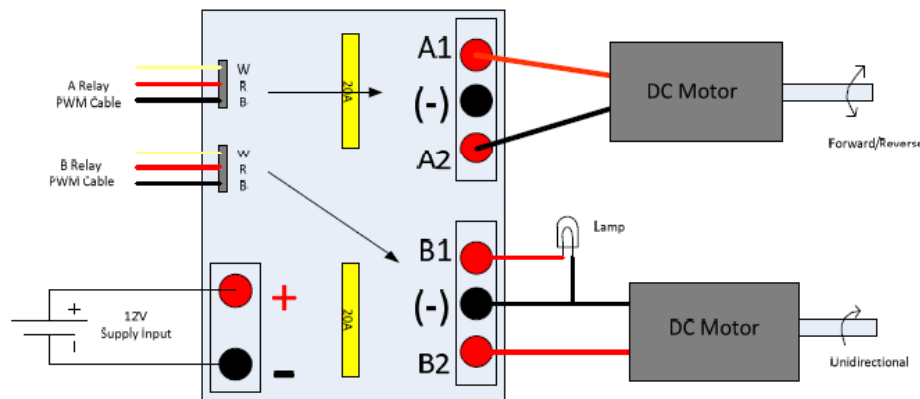 A Relay
PWM Cable
W
R
B
20A
A1
(-)
A2
DC Motor
Forward/Reverse
B Relay
PWM Cable
W
R
B
12V
Supply Input
+
−
+
−
20A
B1
(-)
B2
Lamp
DC Motor
Unidirectional